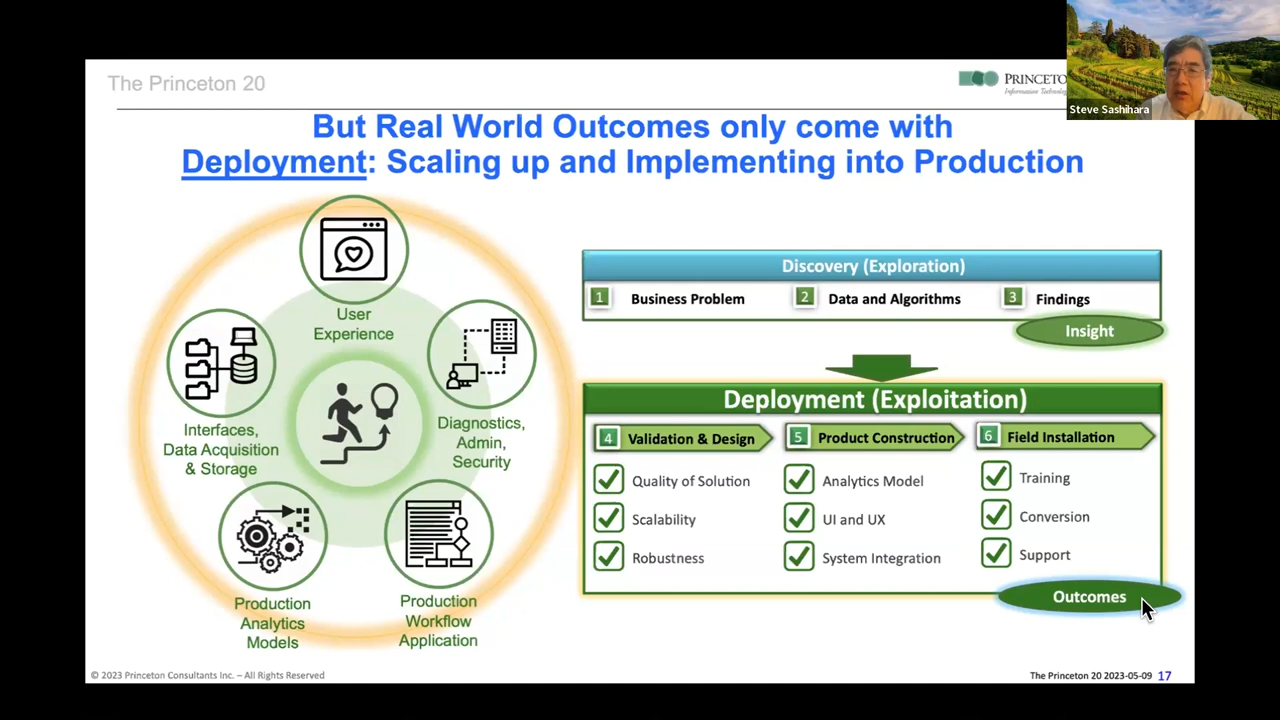 The Princeton 20
PRINCETO
Information Technology
Steve Sashihara
But Real World Outcomes only come with
Deployment: Scaling up and Implementing into Production
User
Experience
Interfaces,
Data Acquisition
& Storage
Diagnostics,
Admin,
Security
Production
Analytics
Models
Production
Workflow
Application
Discovery (Exploration)
1 Business Problem 2 Data and Algorithms 3 Findings
Insight
Deployment (Exploitation)
4 Validation & Design 5 Product Construction 6 Field Installation
Quality of Solution Analytics Model Training
Scalability UI and UX Conversion
Robustness System Integration Support
Outcomes
© 2023 Princeton Consultants Inc. – All Rights Reserved
The Princeton 20 2023-05-09 17